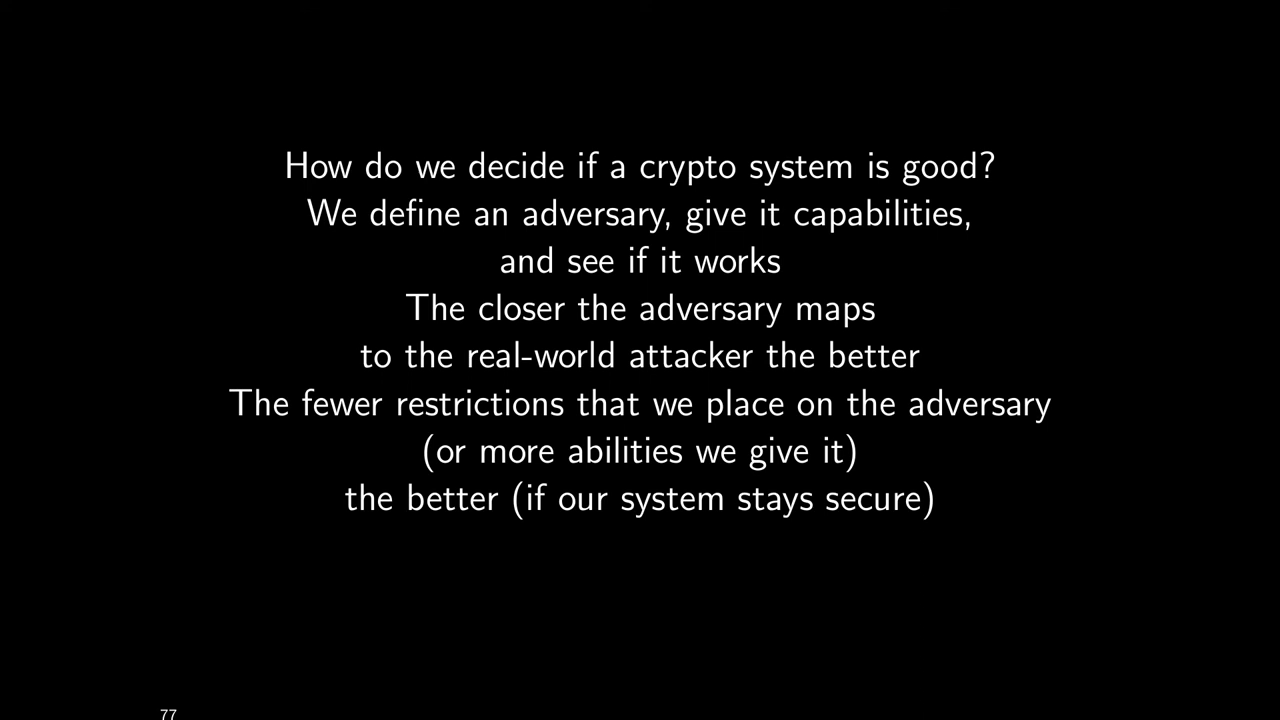 How do we decide if a crypto system is good?
We define an adversary, give it capabilities,
and see if it works
The closer the adversary maps
to the real-world attacker the better
The fewer restrictions that we place on the adversary
(or more abilities we give it)
the better (if our system stays secure)
77